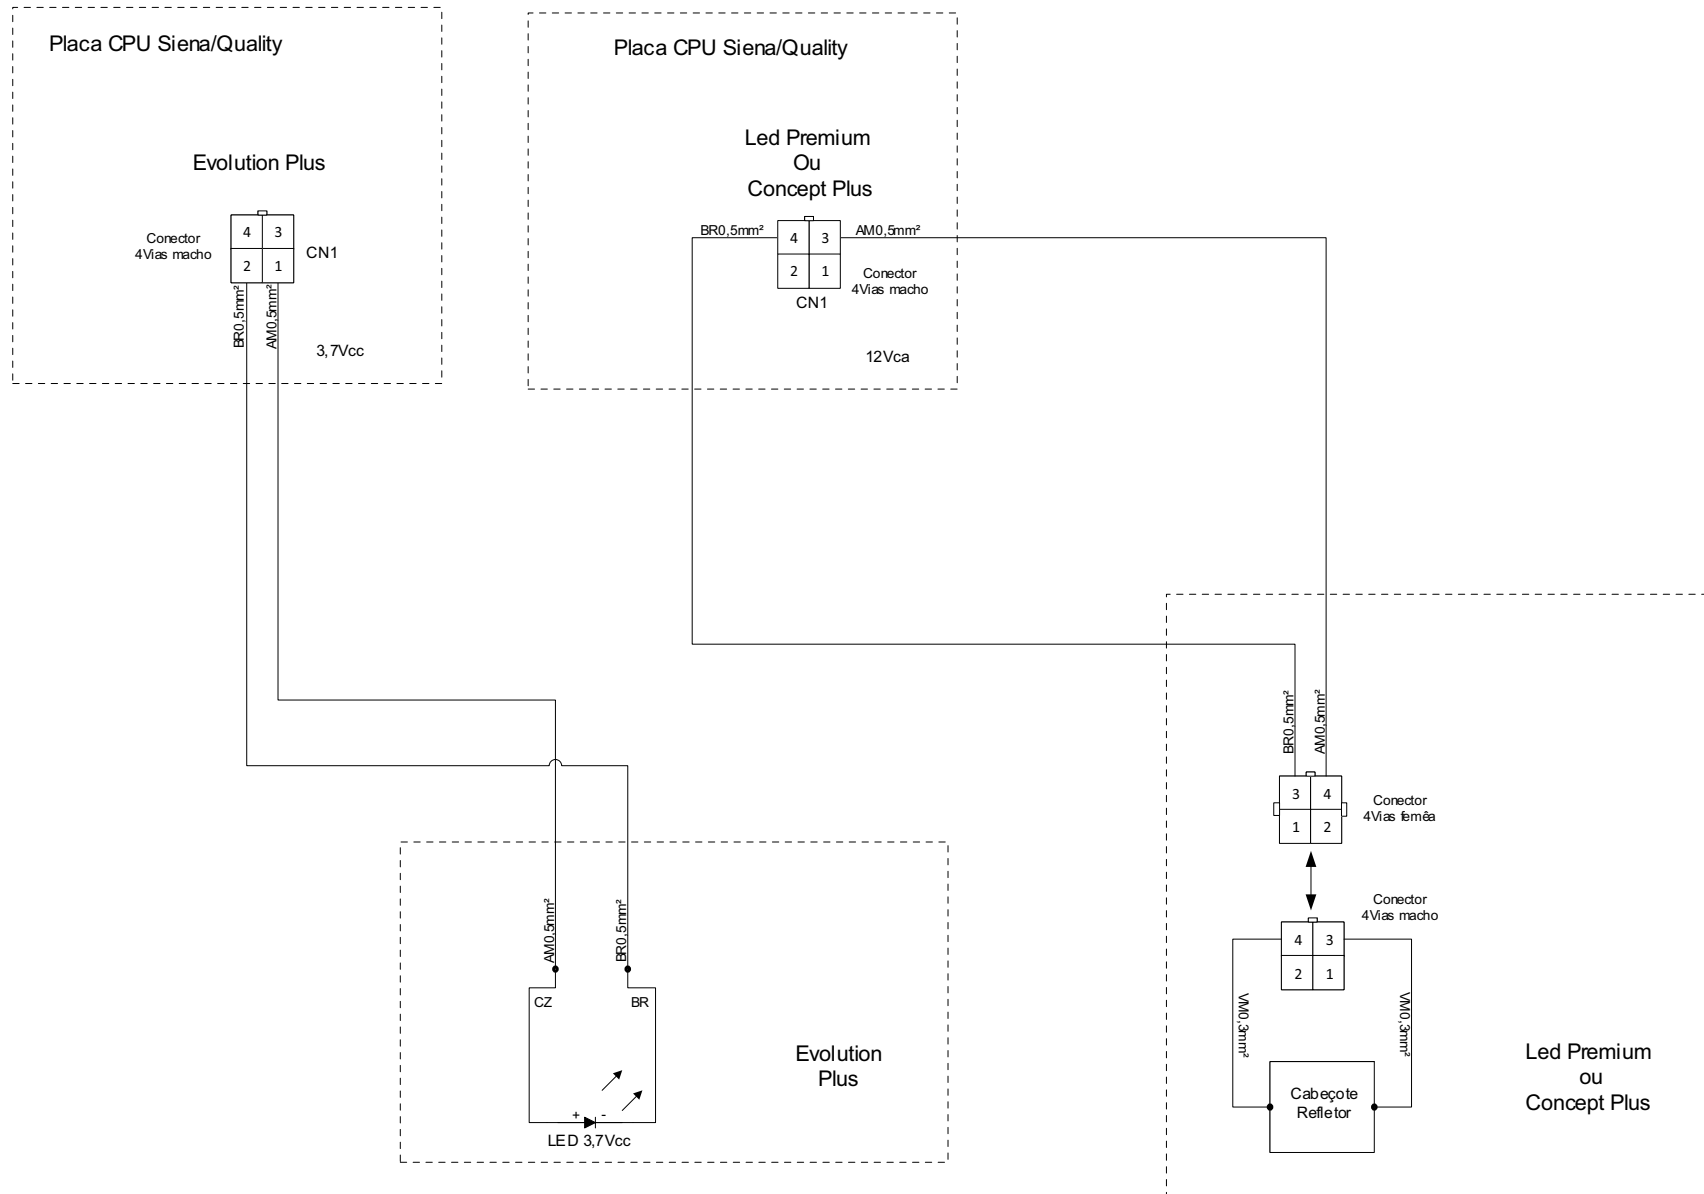 Placa CPU Siena/Quality
Evolution Plus
Conector
4Vias macho
4 3
2 1
CN1
BR0,5mm²
AM0,5mm²
3,7Vcc
Placa CPU Siena/Quality
Led Premium
Ou
Concept Plus
BR0,5mm²
AM0,5mm²
4 3
2 1
Conector
4Vias macho
CN1
12Vca
BR0,5mm²
AM0,5mm²
3 4
1 2
Conector
4Vias femêa
Conector
4Vias macho
4 3
2 1
VM0,3mm²
VM0,3mm²
Cabeçote
Refletor
Led Premium
ou
Concept Plus
AM0,5mm²
BR0,5mm²
CZ
BR
+ -
LED 3,7Vcc
Evolution
Plus